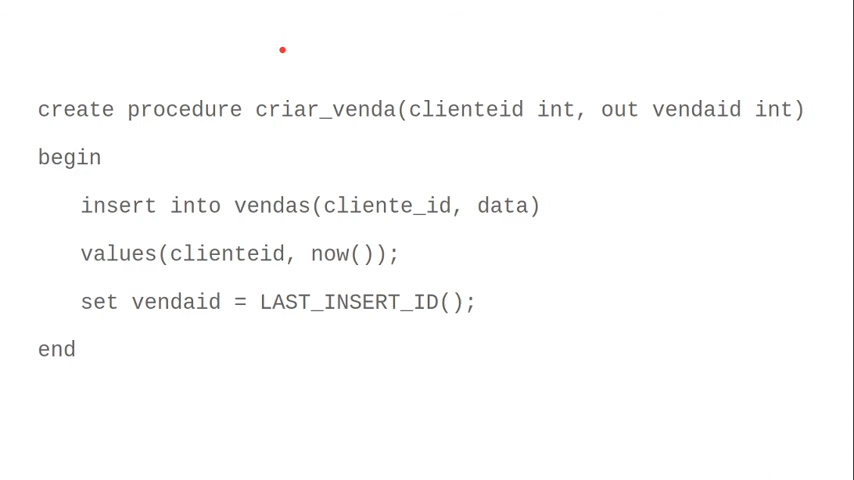 create procedure criar_venda(clienteid int, out vendaid int)
begin
insert into vendas(cliente_id, data)
values(clienteid, now());
set vendaid = LAST_INSERT_ID();
end